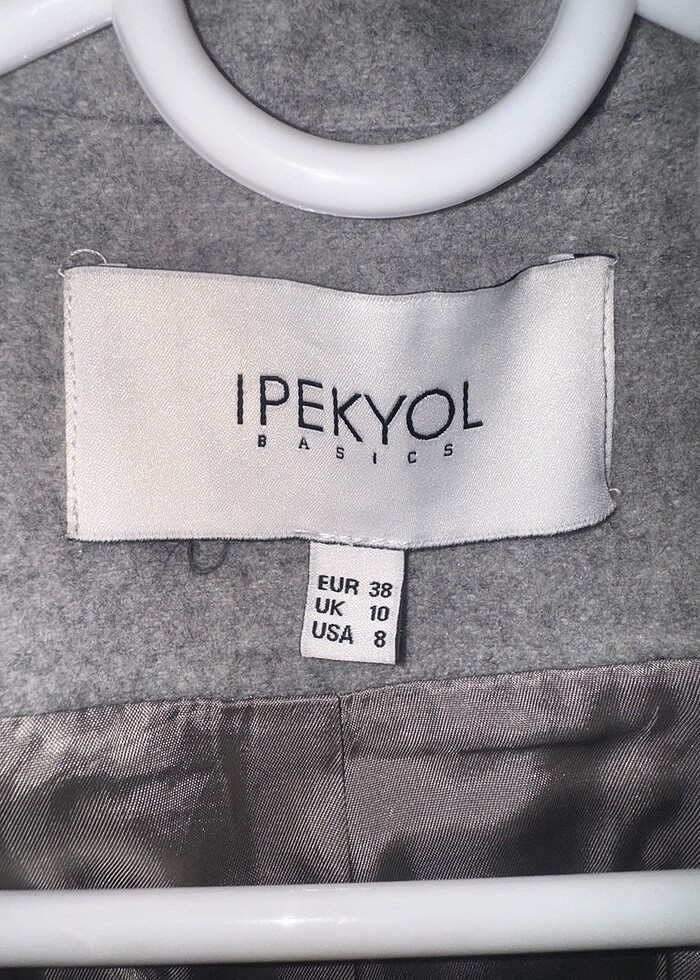 IPEKYOL
BASICS
EUR 38
UK 10
USA 8